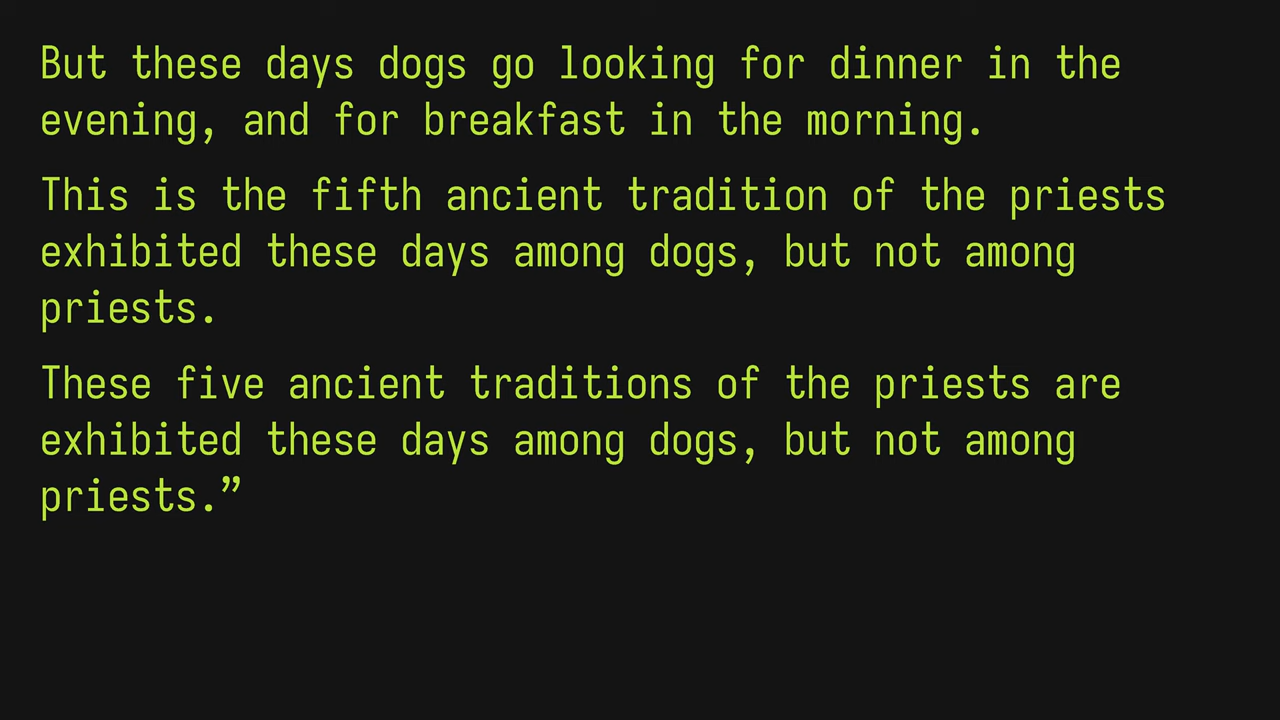 But these days dogs go looking for dinner in the
evening, and for breakfast in the morning.
This is the fifth ancient tradition of the priests
exhibited these days among dogs, but not among
priests.
These five ancient traditions of the priests are
exhibited these days among dogs, but not among
priests.”